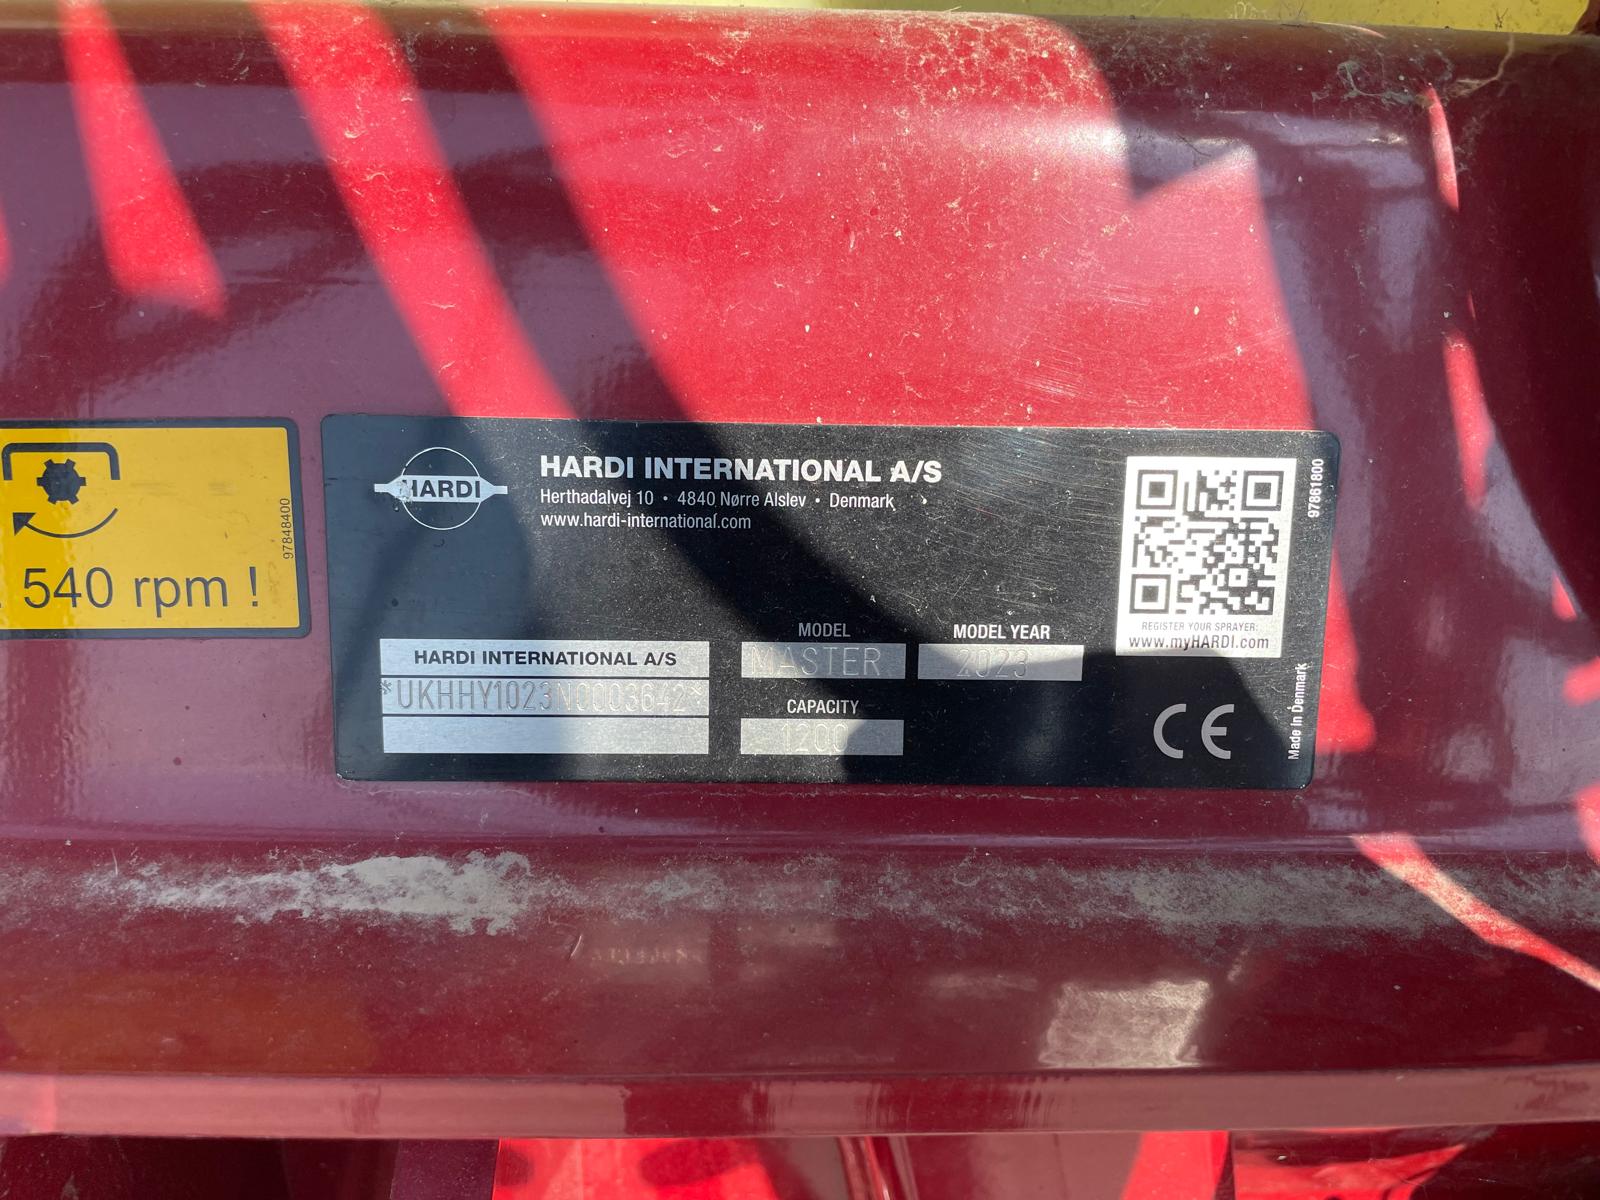 540 rpm !
97848400
HARDI
HARDI INTERNATIONAL A/S
Herthadalvej 10 • 4840 Nørre Alslev • Denmark
www.hardi-international.com
97861800
REGISTER YOUR SPRAYER:
www.myHARDI.com
MODEL
MASTER
MODEL YEAR
2023
HARDI INTERNATIONAL A/S
*UKHHY1023N0003642*
CAPACITY
1200
CE
Made in Denmark